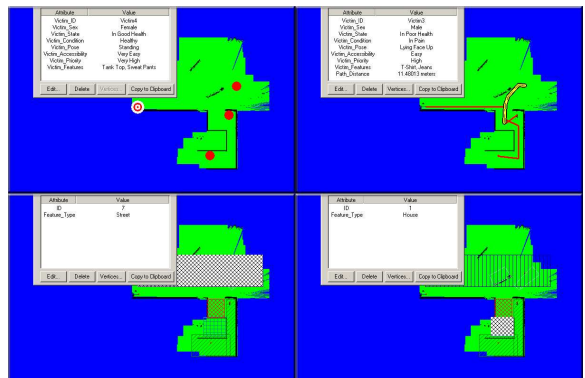 Attribute Value
Victim_ID Victim4
Victim_Sex Female
Victim_State In Good Health
Victim_Condition Healthy
Victim_Pose Standing
Victim_Accessibility Very Easy
Victim_Priority Very High
Victim_Features Tank Top, Sweat Pants
Edit... Delete Vertices... Copy to Clipboard
Attribute Value
Victim_ID Victim3
Victim_Sex Male
Victim_State In Poor Health
Victim_Condition In Pain
Victim_Pose Lying Face Up
Victim_Accessibility Easy
Victim_Priority High
Victim_Features T-Shirt, Jeans
Path_Distance 11.48013 meters
Edit... Delete Vertices... Copy to Clipboard
Attribute Value
ID 7
Feature_Type Street
Edit... Delete Vertices... Copy to Clipboard
Attribute Value
ID 1
Feature_Type House
Edit... Delete Vertices... Copy to Clipboard